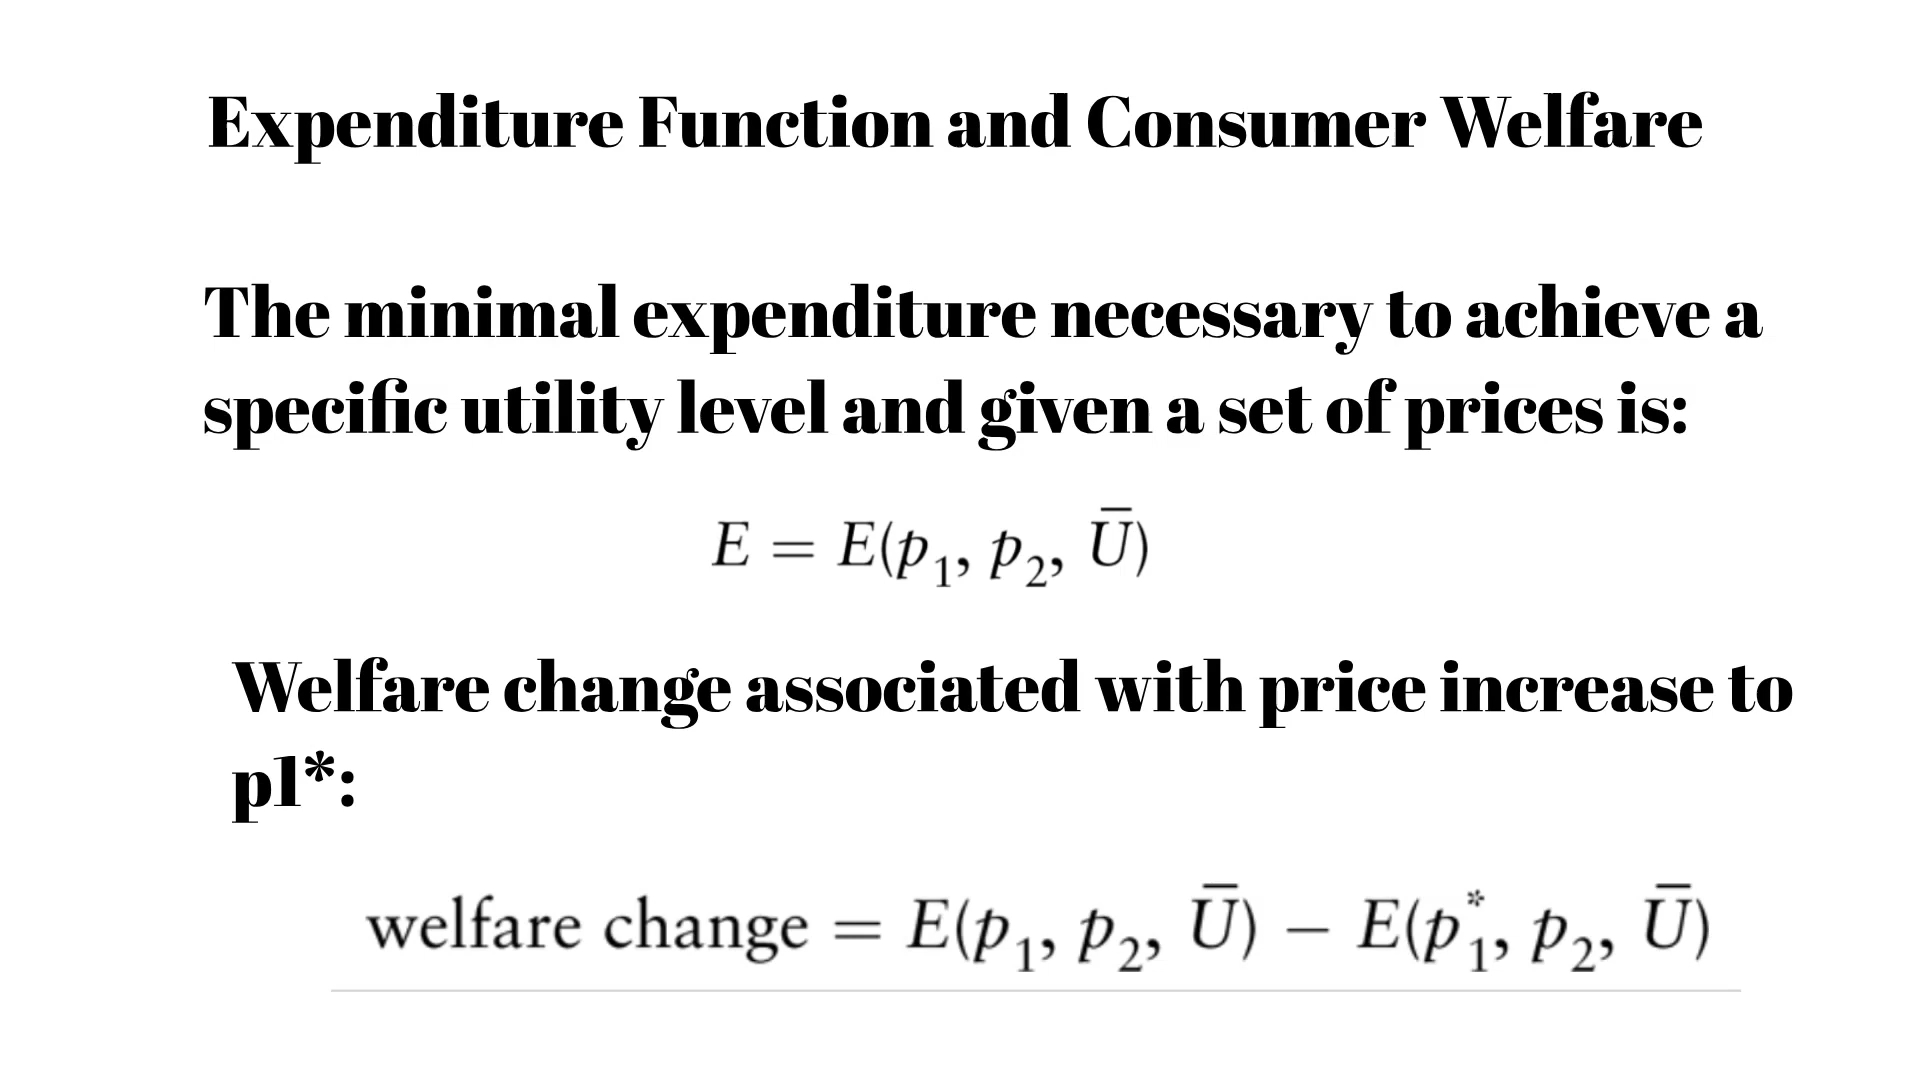 Expenditure Function and Consumer Welfare
The minimal expenditure necessary to achieve a
specific utility level and given a set of prices is:
E = E(p₁, p₂, Ū)
Welfare change associated with price increase to
p1*:
welfare change = E(p₁, p₂, Ū) − E(p₁*, p₂, Ū)